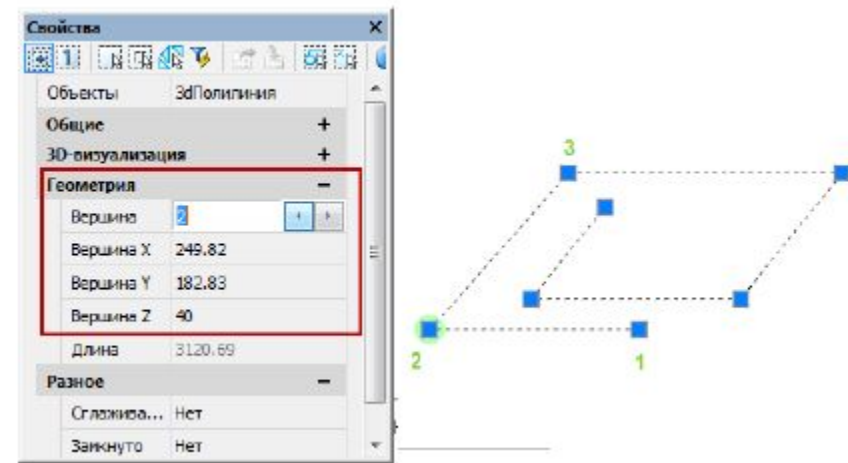 Свойства
Объекты 3dПолилиния
Общие
3D-визуализация
Геометрия
Вершина 2
Вершина X 249.82
Вершина Y 182.83
Вершина Z 40
Длина 3120.69
Разное
Сглажива... Нет
Замкнуто Нет
3
2
1